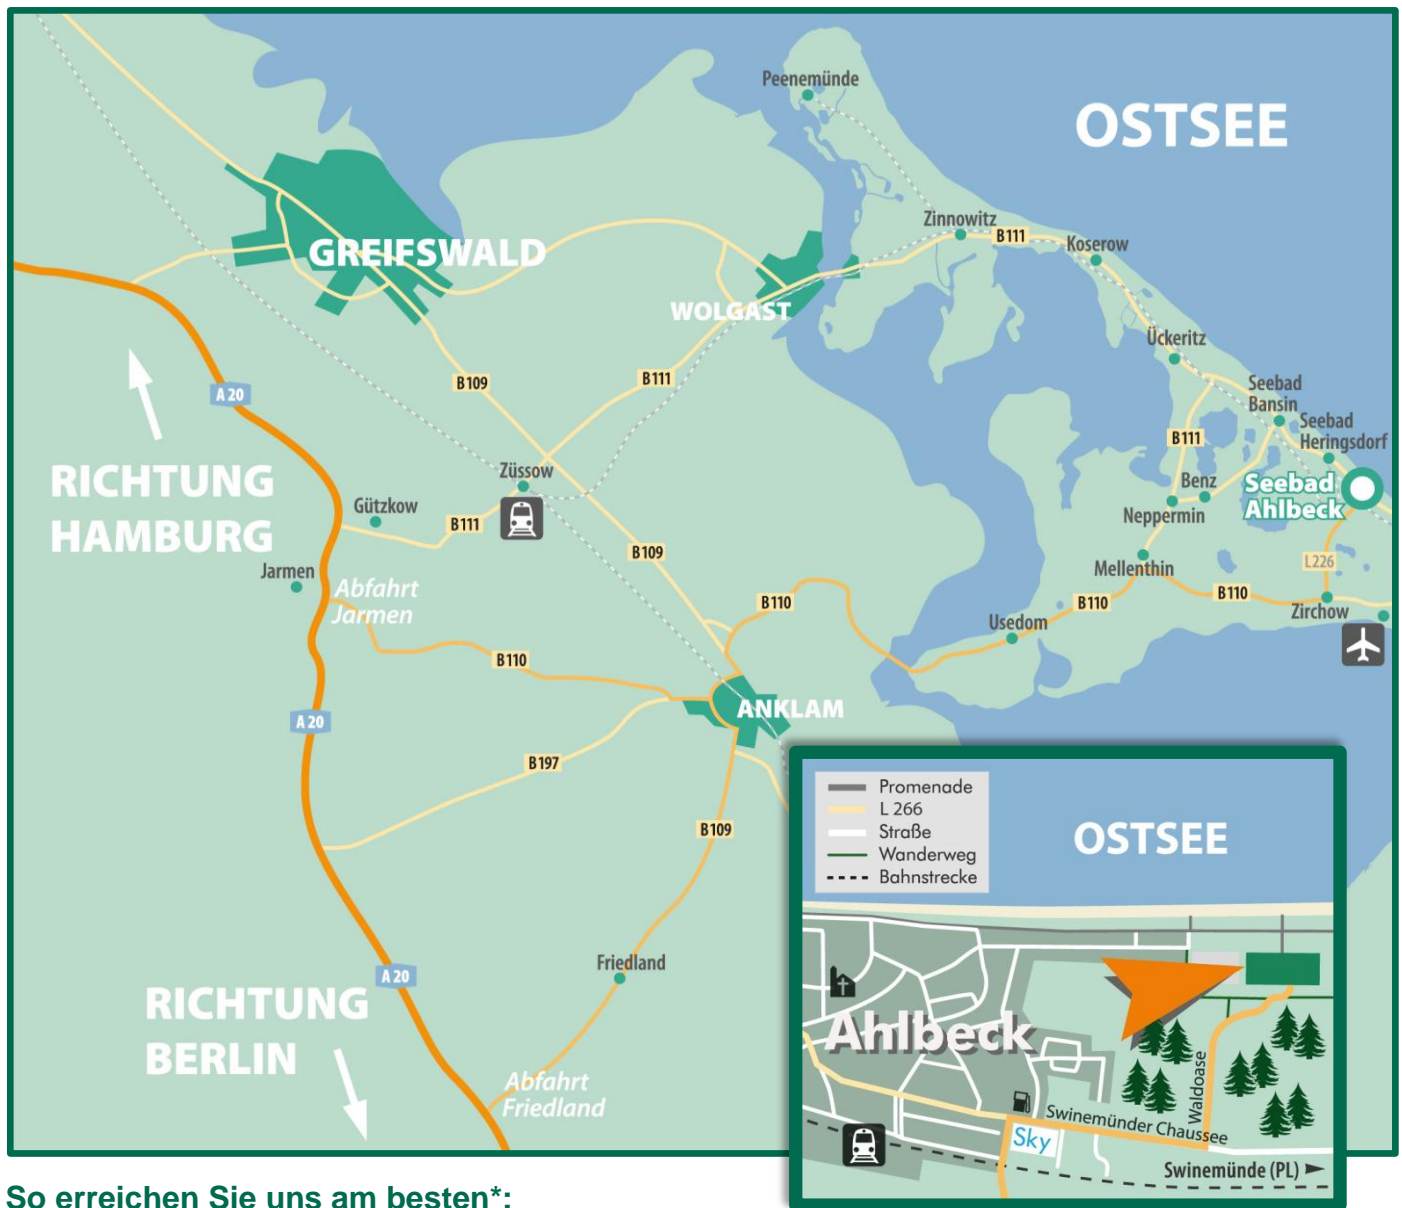 Peenemünde
OSTSEE
Zinnowitz
B111
Koserow
GREIFSWALD
WOLGAST
Ückeritz
B109
B111
A 20
Seebad
Bansin
Seebad
Heringsdorf
B111
RICHTUNG
HAMBURG
Züssow
Gützkow
B111
Benz
Neppermin
Seebad
Ahlbeck
B109
Mellenthin
L226
Jarmen
Abfahrt
Jarmen
B110
Usedom
B110
B110
Zirchow
B110
A 20
ANKLAM
B197
B109
Friedland
A 20
RICHTUNG
BERLIN
Abfahrt
Friedland
Promenade
L 266
Straße
Wanderweg
Bahnstrecke
OSTSEE
Ahlbeck
Waldoase
Swinemünder Chaussee
Sky
Swinemünde (PL)
So erreichen Sie uns am besten*: